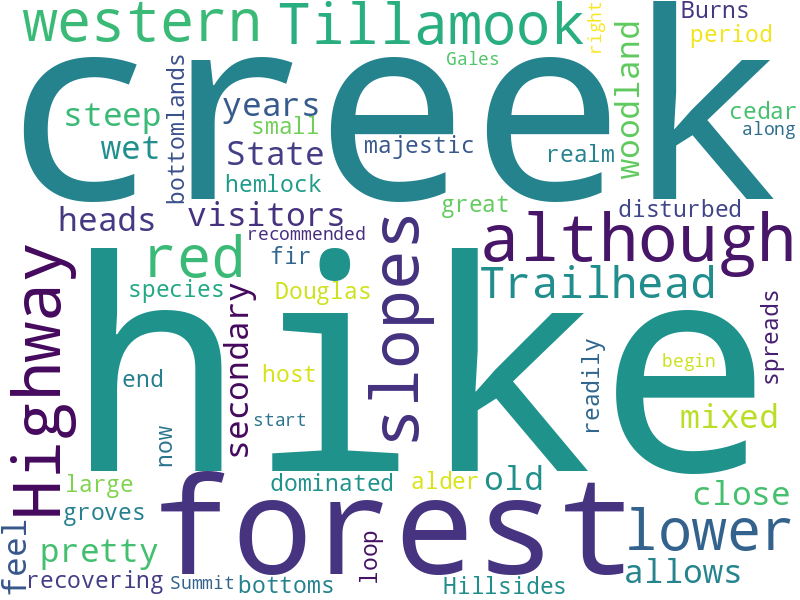 western
Tillamook
Gales
right
Burns
period
creek
steep
bottomlands
years
small
wet
State
majestic
realm
woodland
cedar
along
hemlock
heads
visitors
great
disturbed
recommended
although
red
fir
slopes
Highway
species
Douglas
Trailhead
secondary
spreads
hike
end
host
readily
begin
start
mixed
now
large
dominated
alder
old
close
groves
forest
lower
feel
pretty
loop
allows
recovering
Summit
bottoms
Hillsides